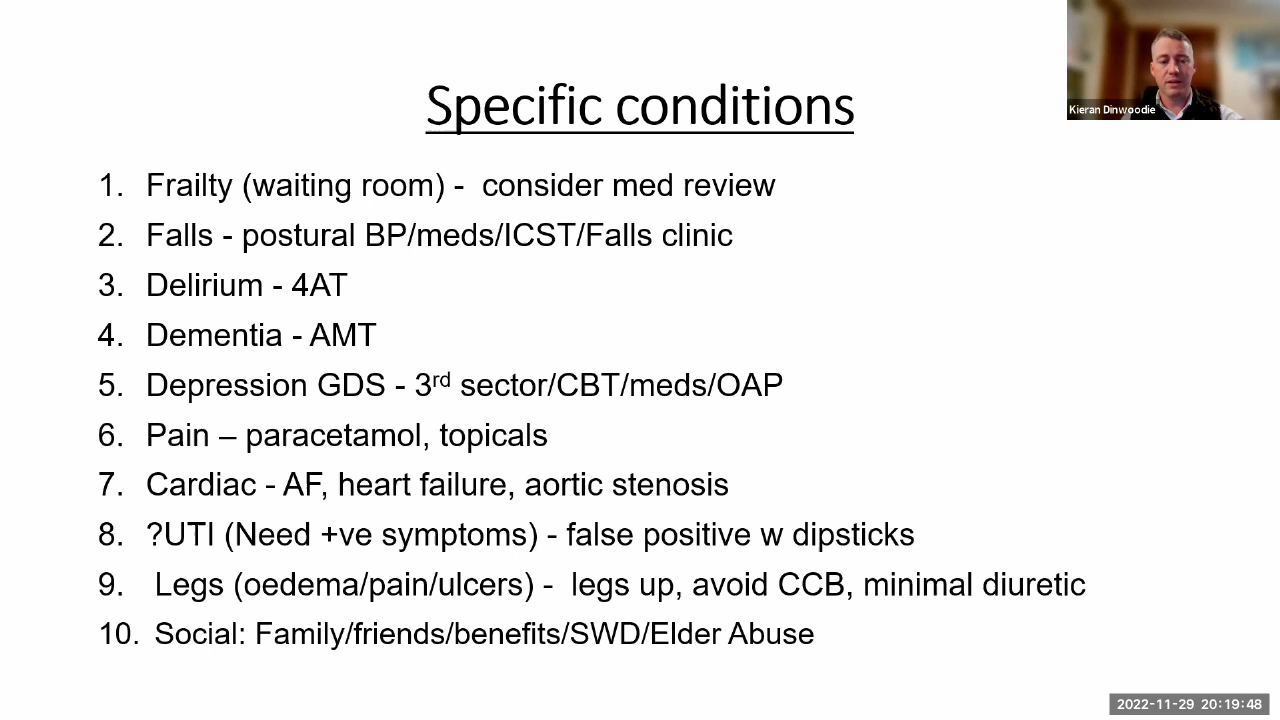 Specific conditions
Kieran Dinwoodie
1. Frailty (waiting room) - consider med review
2. Falls - postural BP/meds/ICST/Falls clinic
3. Delirium - 4AT
4. Dementia - AMT
5. Depression GDS - 3rd sector/CBT/meds/OAP
6. Pain – paracetamol, topicals
7. Cardiac - AF, heart failure, aortic stenosis
8. ?UTI (Need +ve symptoms) - false positive w dipsticks
9. Legs (oedema/pain/ulcers) - legs up, avoid CCB, minimal diuretic
10. Social: Family/friends/benefits/SWD/Elder Abuse
2022-11-29 20:19:48